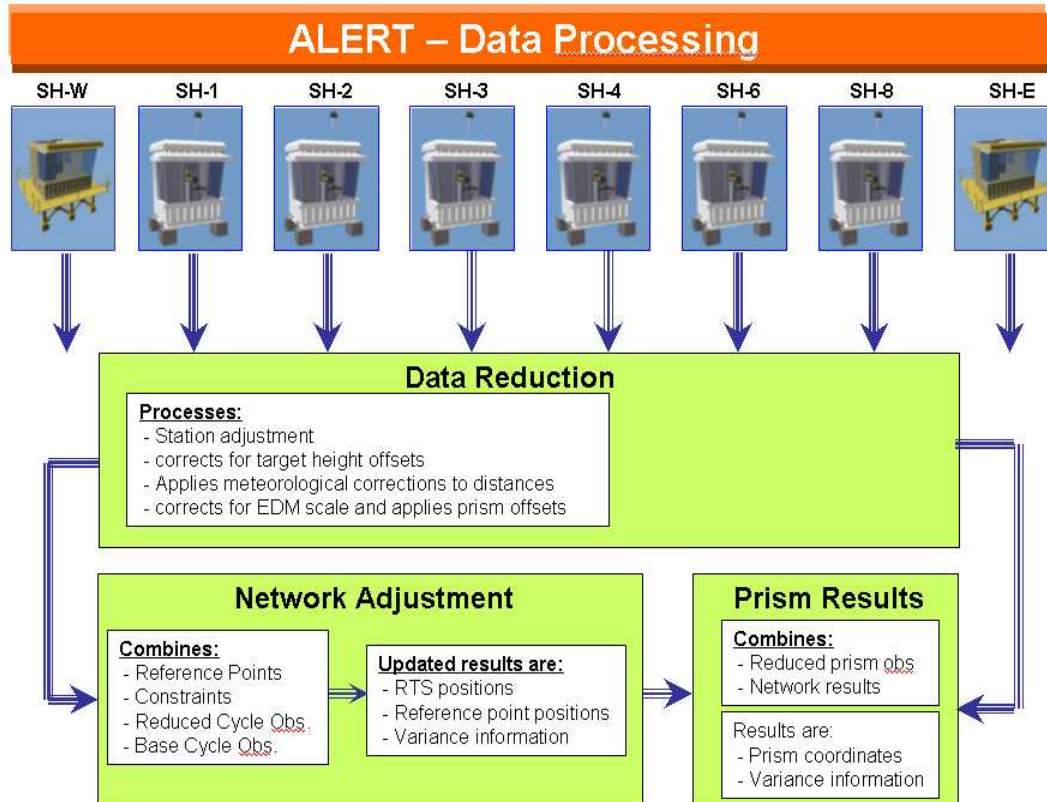 ALERT – Data Processing
SH-W SH-1 SH-2 SH-3 SH-4 SH-6 SH-8 SH-E
Data Reduction
Processes:
- Station adjustment
- corrects for target height offsets
- Applies meteorological corrections to distances
- corrects for EDM scale and applies prism offsets
Network Adjustment
Combines:
- Reference Points
- Constraints
- Reduced Cycle Obs.
- Base Cycle Obs.
Updated results are:
- RTS positions
- Reference point positions
- Variance information
Prism Results
Combines:
- Reduced prism obs
- Network results
Results are:
- Prism coordinates
- Variance information